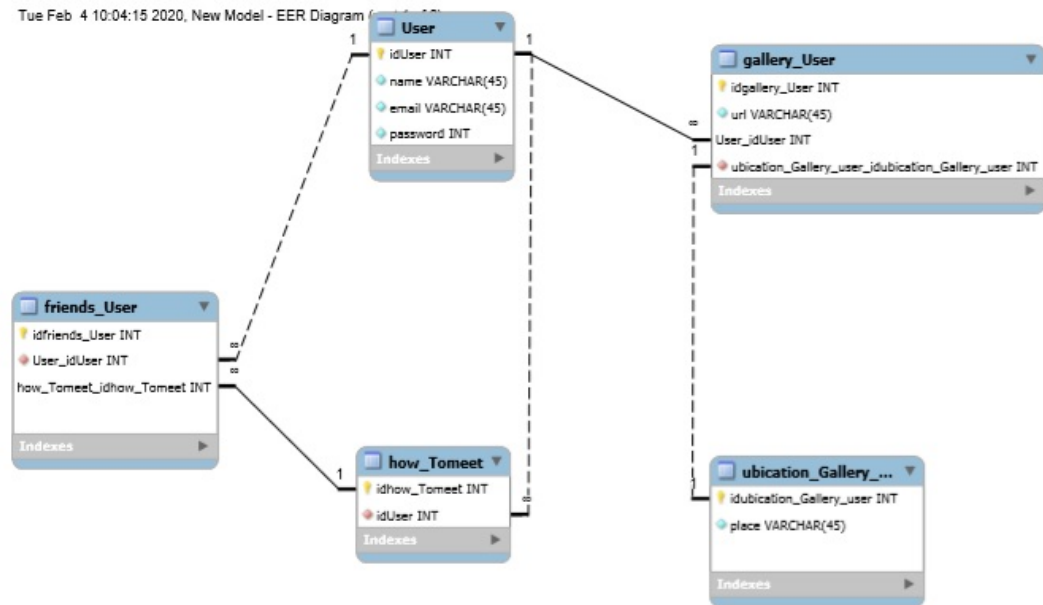 Tue Feb 4 10:04:15 2020, New Model - EER Diagram
User
1
1
idUser INT
name VARCHAR(45)
email VARCHAR(45)
password INT
Indexes
gallery_User
idgallery_User INT
url VARCHAR(45)
∞
User_idUser INT
1
ubication_Gallery_user_idubication_Gallery_user INT
Indexes
friends_User
idfriends_User INT
∞
User_idUser INT
∞
how_Tomeet_idhow_Tomeet INT
Indexes
how_Tomeet
1
idhow_Tomeet INT
∞
idUser INT
Indexes
ubication_Gallery_...
1
idubication_Gallery_user INT
place VARCHAR(45)
Indexes